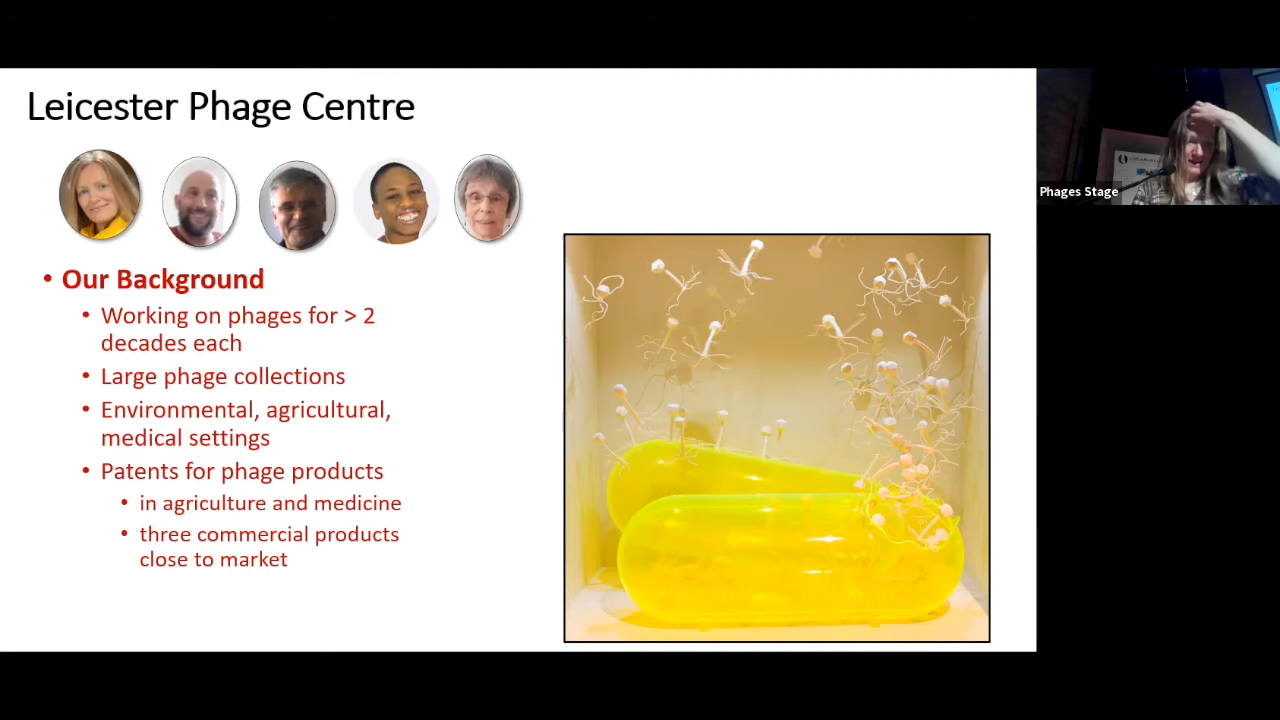 Leicester Phage Centre
• Our Background
• Working on phages for > 2
decades each
• Large phage collections
• Environmental, agricultural,
medical settings
• Patents for phage products
• in agriculture and medicine
• three commercial products
close to market
Phages Stage